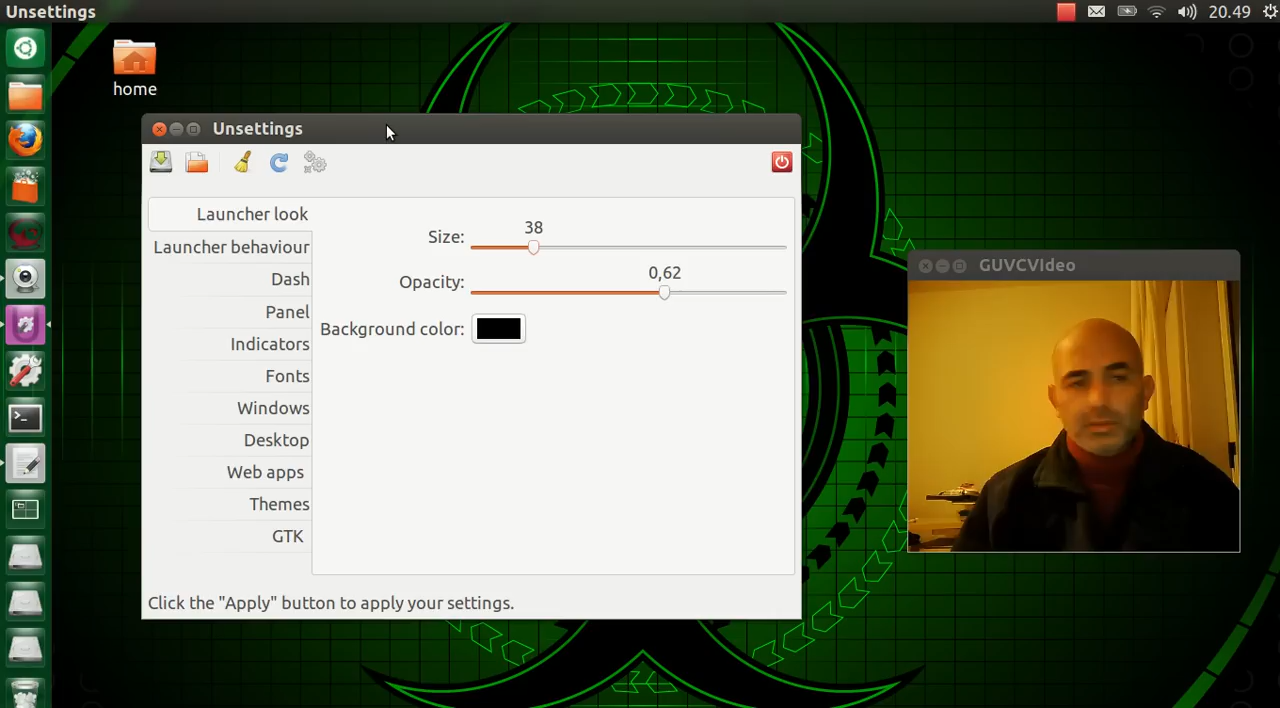 Unsettings
20.49
home
Unsettings
Launcher look
Launcher behaviour
Dash
Panel
Indicators
Fonts
Windows
Desktop
Web apps
Themes
GTK
Size:
38
Opacity:
0,62
Background color:
Click the "Apply" button to apply your settings.
GUVCVIdeo